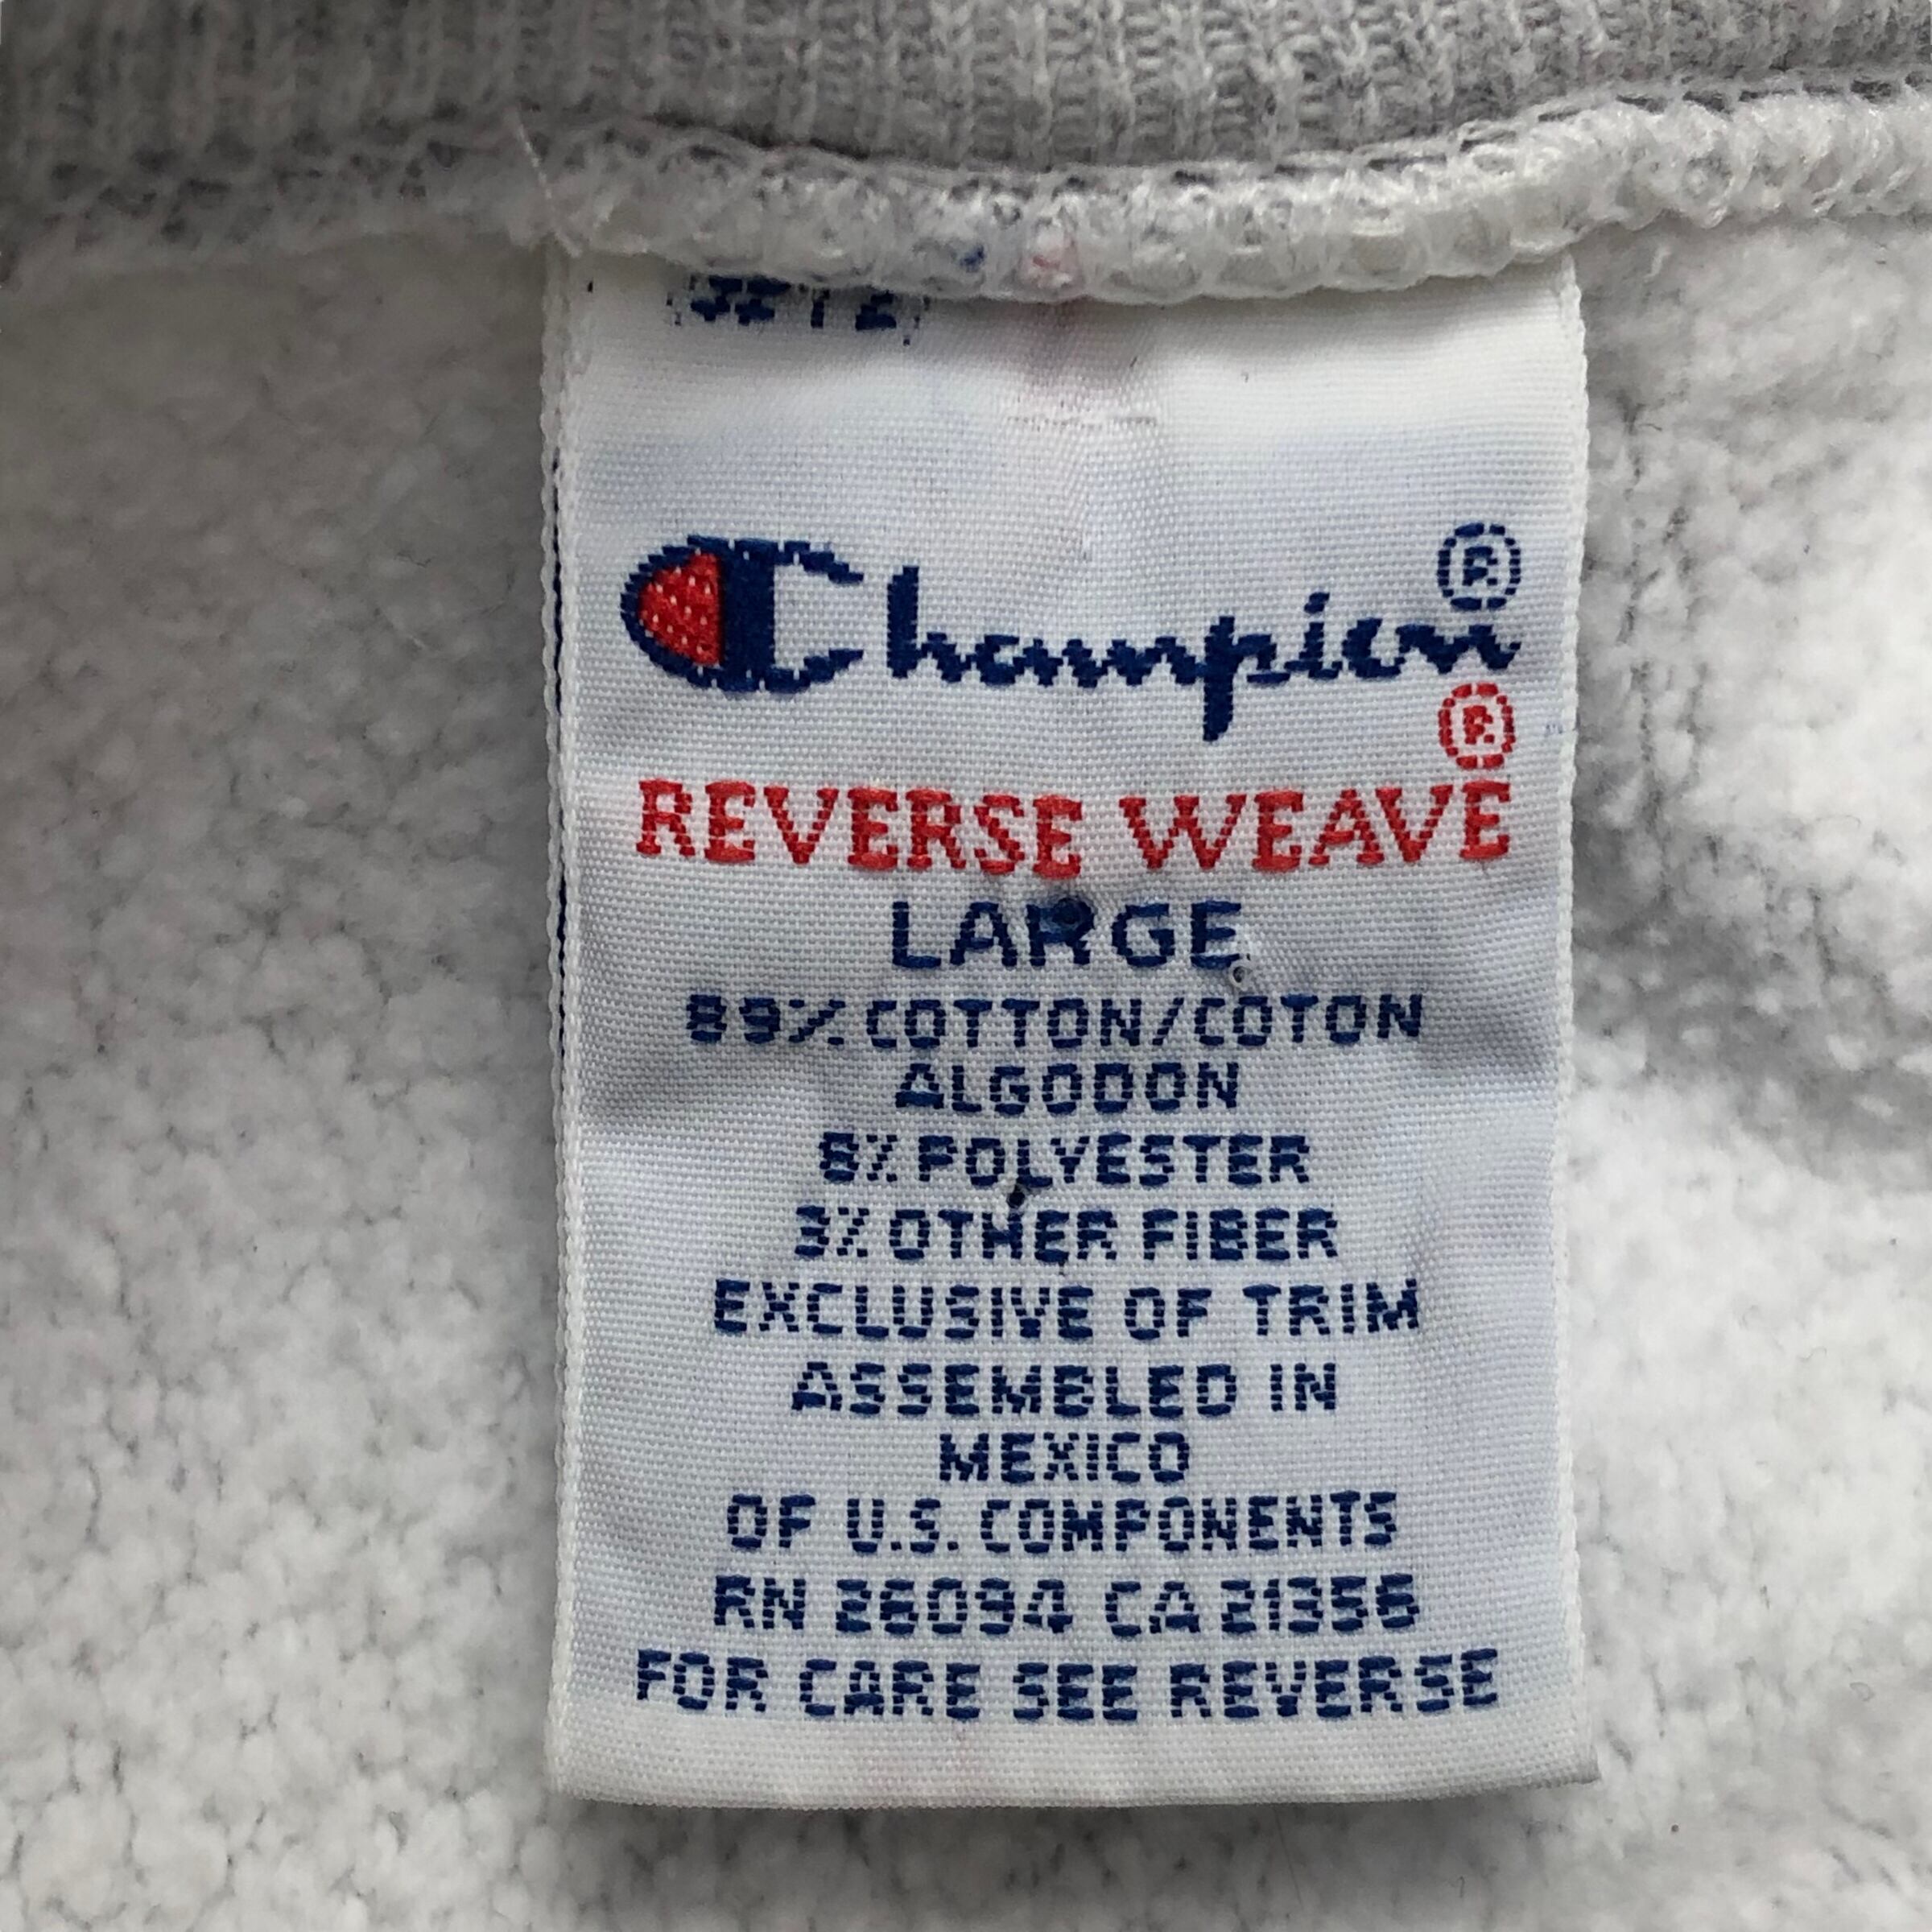 Champion®
®
REVERSE WEAVE
LARGE
89% COTTON/COTON
ALGODON
8% POLYESTER
3% OTHER FIBER
EXCLUSIVE OF TRIM
ASSEMBLED IN
MEXICO
OF U.S. COMPONENTS
RN 26094 CA 21356
FOR CARE SEE REVERSE